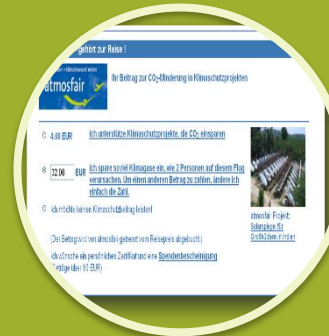 gehört zur Reise !
atmosfair
Ihr Beitrag zur CO₂-Minderung in Klimaschutzprojekten
4,00 EUR Ich unterstütze Klimaschutzprojekte, die CO₂ einsparen
32.00 EUR Ich spare soviel Klimagase ein, wie 2 Personen auf diesem Flug
verursachen. Um einen anderen Betrag zu zahlen, ändere ich
einfach die Zahl.
Ich möchte keinen Klimaschutzbeitrag leisten!
atmosfair Projekt:
Solarspiegel für
Großküchen in Indien
(Der Betrag wird von atmosfair getrennt vom Reisepreis abgebucht)
Ich wünsche ein persönliches Zertifikat und eine Spendenbescheinigung
über 10 EUR)